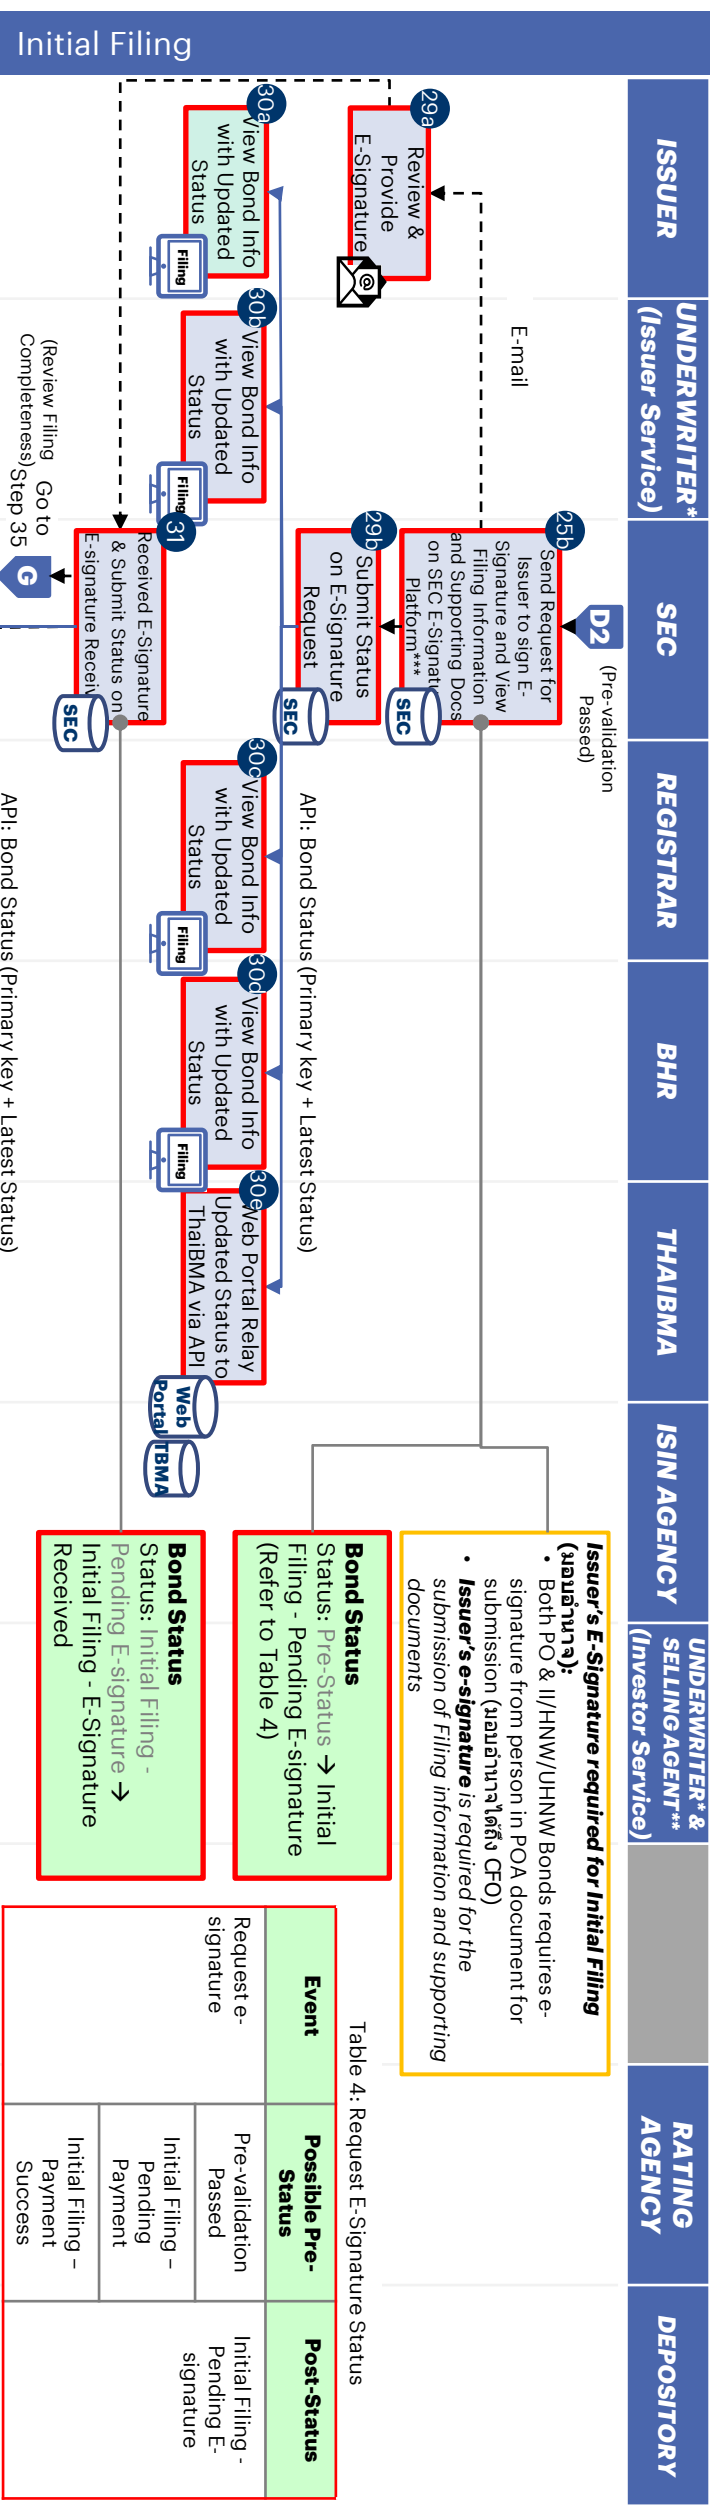 Initial Filing
ISSUER
UNDERWRITER*
(Issuer Service)
SEC
REGISTRAR
BHR
THAIBMA
ISIN AGENCY
UNDERWRITER* &
SELLING AGENT**
(Investor Service)
RATING
AGENCY
DEPOSITORY
D2
(Pre-validation
Passed)
25b
Send Request for
Issuer to sign E-
Signature and View
Filing Information
and Supporting Docs
on SEC E-Signat
Platform***
SEC
E-mail
29a
Review &
Provide
E-Signature
@
29b
Submit Status
on E-Signature
Request
SEC
API: Bond Status (Primary key + Latest Status)
30a
View Bond Info
with Updated
Status
Filing
30b
View Bond Info
with Updated
Status
Filing
30c
View Bond Info
with Updated
Status
Filing
30d
View Bond Info
with Updated
Status
Filing
30e
Web Portal Relay
Updated Status to
ThaiBMA via API
Web
Portal
TBMA
31
Received E-Signature
& Submit Status on
E-signature Receiv
SEC
(Review Filing
Completeness)
Go to
Step 35
G
API: Bond Status (Primary key + Latest Status)
Issuer's E-Signature required for Initial Filing
(มอบอำนาจ):
• Both PO & II/HNW/UHNW Bonds requires e-
signature from person in POA document for
submission (มอบอำนาจได้ถึง CFO)
• Issuer's e-signature is required for the
submission of Filing information and supporting
documents
Bond Status
Status: Pre-Status → Initial
Filing - Pending E-signature
(Refer to Table 4)
Bond Status
Status: Initial Filing -
Pending E-signature →
Initial Filing - E-Signature
Received
Table 4: Request E-Signature Status
Event
Possible Pre-
Status
Post-Status
Request e-
signature
Pre-validation
Passed
Initial Filing –
Pending
Payment
Initial Filing –
Payment
Success
Initial Filing -
Pending E-
signature